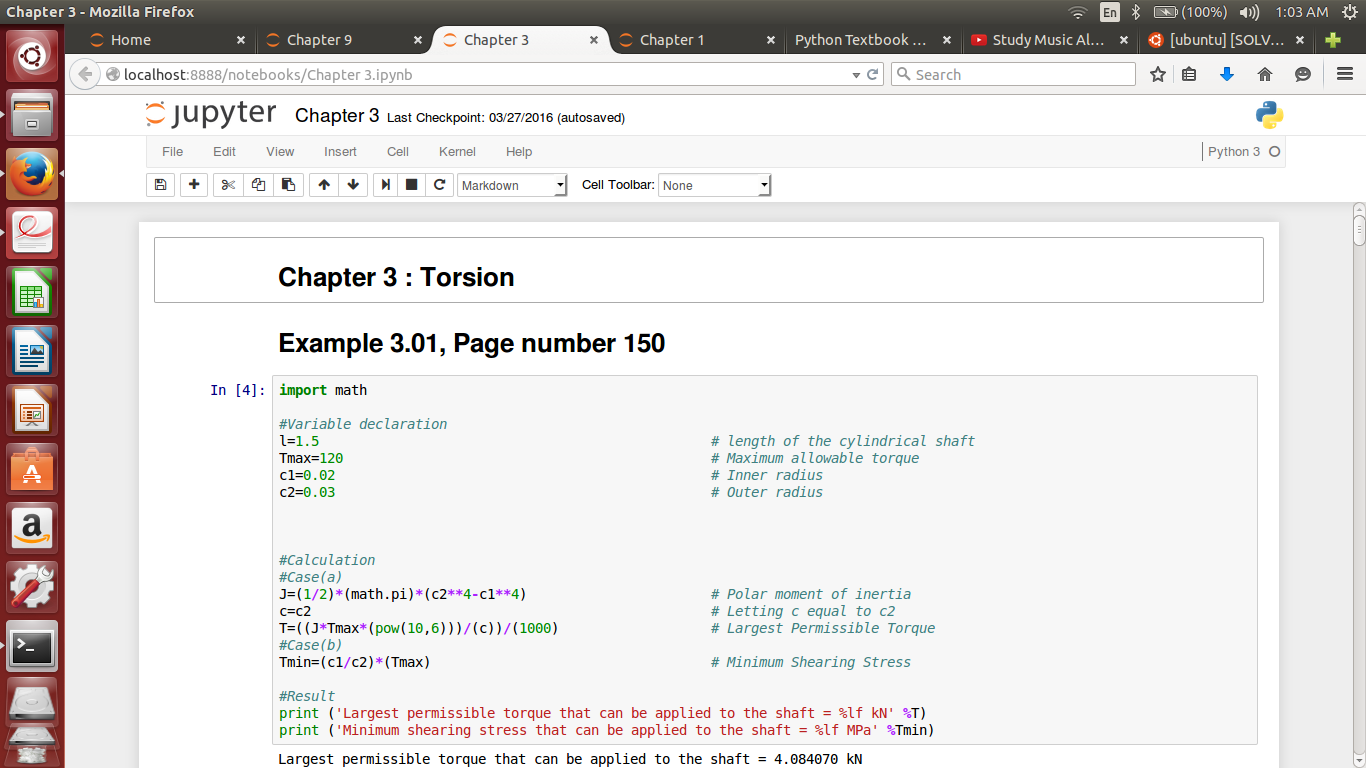 Chapter 3 - Mozilla Firefox
En
(100%)
1:03 AM
Home
Chapter 9
Chapter 3
Chapter 1
Python Textbook ...
Study Music Al...
[ubuntu] [SOLV...
localhost:8888/notebooks/Chapter 3.ipynb
Search
jupyter
Chapter 3 Last Checkpoint: 03/27/2016 (autosaved)
File Edit View Insert Cell Kernel Help
Python 3
Markdown
Cell Toolbar: None
Chapter 3 : Torsion
Example 3.01, Page number 150
In [4]:
import math
#Variable declaration
l=1.5 # length of the cylindrical shaft
Tmax=120 # Maximum allowable torque
c1=0.02 # Inner radius
c2=0.03 # Outer radius
#Calculation
#Case(a)
J=(1/2)*(math.pi)*(c2**4-c1**4) # Polar moment of inertia
c=c2 # Letting c equal to c2
T=((J*Tmax*(pow(10,6)))/(c))/(1000) # Largest Permissible Torque
#Case(b)
Tmin=(c1/c2)*(Tmax) # Minimum Shearing Stress
#Result
print ('Largest permissible torque that can be applied to the shaft = %lf kN' %T)
print ('Minimum shearing stress that can be applied to the shaft = %lf MPa' %Tmin)
Largest permissible torque that can be applied to the shaft = 4.084070 kN